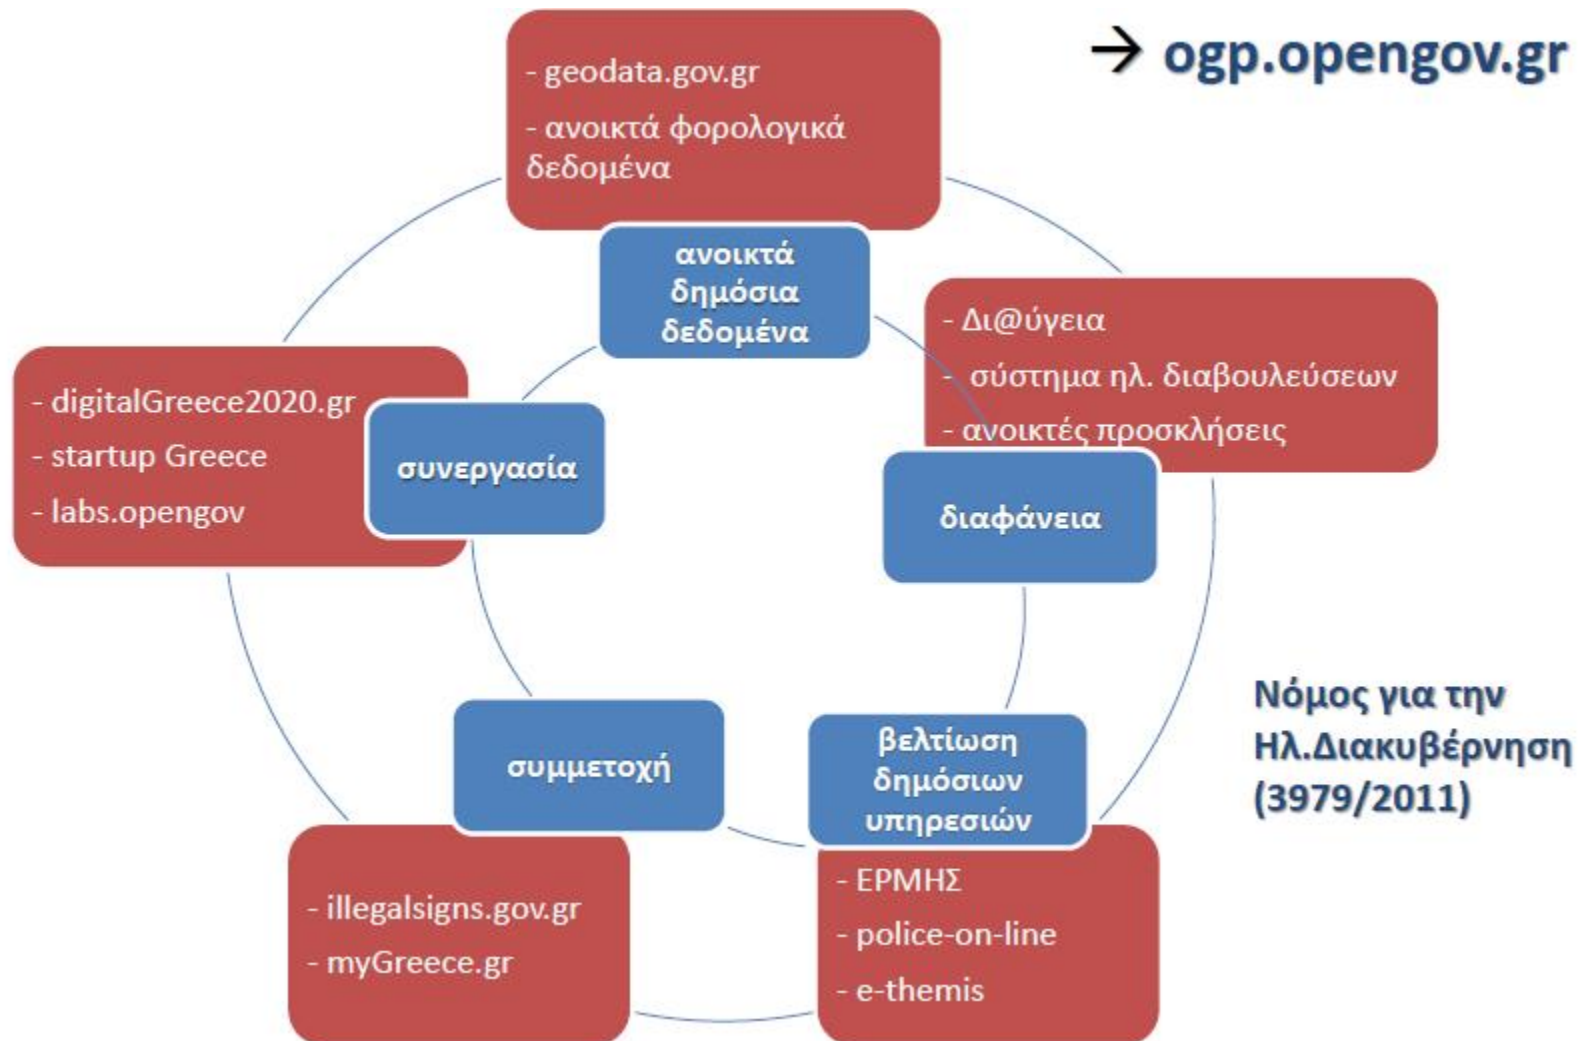 → ogp.opengov.gr
- geodata.gov.gr
- ανοικτά φορολογικά
δεδομένα
ανοικτά
δημόσια
δεδομένα
- Δι@ύγεια
- σύστημα ηλ. διαβουλεύσεων
- ανοικτές προσκλήσεις
διαφάνεια
- digitalGreece2020.gr
- startup Greece
- labs.opengov
συνεργασία
συμμετοχή
- illegalsigns.gov.gr
- myGreece.gr
βελτίωση
δημόσιων
υπηρεσιών
- ΕΡΜΗΣ
- police-on-line
- e-themis
Νόμος για την
Ηλ.Διακυβέρνηση
(3979/2011)